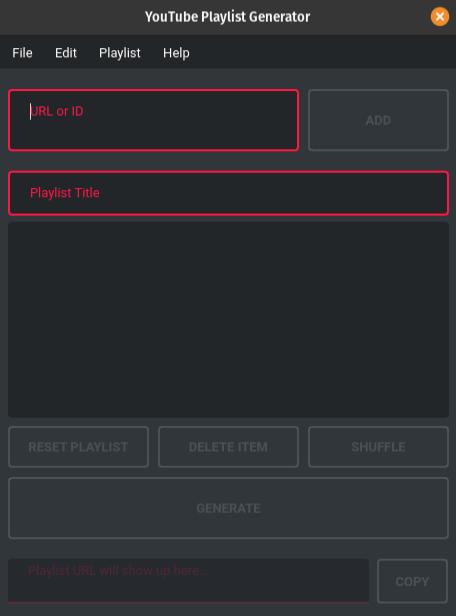 YouTube Playlist Generator
File Edit Playlist Help
URL or ID
ADD
Playlist Title
RESET PLAYLIST DELETE ITEM SHUFFLE
GENERATE
Playlist URL will show up here...
COPY